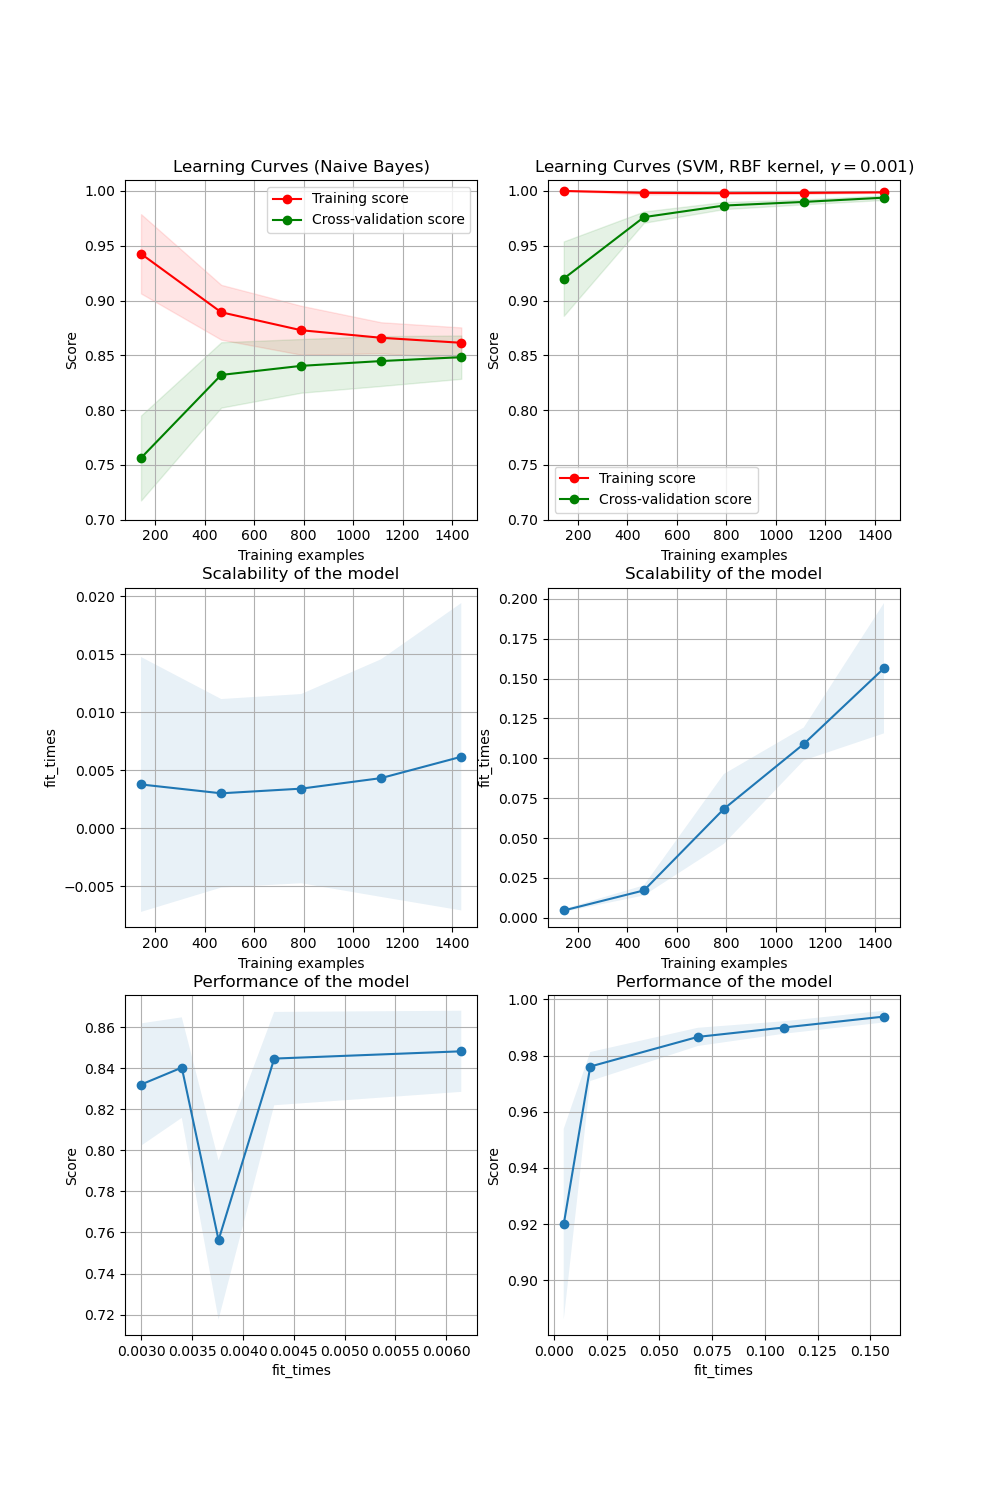 Learning Curves (Naive Bayes)
1.00
0.95
0.90
0.85
0.80
0.75
0.70
Score
Training score
Cross-validation score
200 400 600 800 1000 1200 1400
Training examples
Learning Curves (SVM, RBF kernel, γ = 0.001)
1.00
0.95
0.90
0.85
0.80
0.75
0.70
Score
Training score
Cross-validation score
200 400 600 800 1000 1200 1400
Training examples
Scalability of the model
0.020
0.015
0.010
0.005
0.000
−0.005
fit_times
200 400 600 800 1000 1200 1400
Training examples
Scalability of the model
0.200
0.175
0.150
0.125
0.100
0.075
0.050
0.025
0.000
fit_times
200 400 600 800 1000 1200 1400
Training examples
Performance of the model
0.86
0.84
0.82
0.80
0.78
0.76
0.74
0.72
Score
0.0030 0.0035 0.0040 0.0045 0.0050 0.0055 0.0060
fit_times
Performance of the model
1.00
0.98
0.96
0.94
0.92
0.90
Score
0.000 0.025 0.050 0.075 0.100 0.125 0.150
fit_times